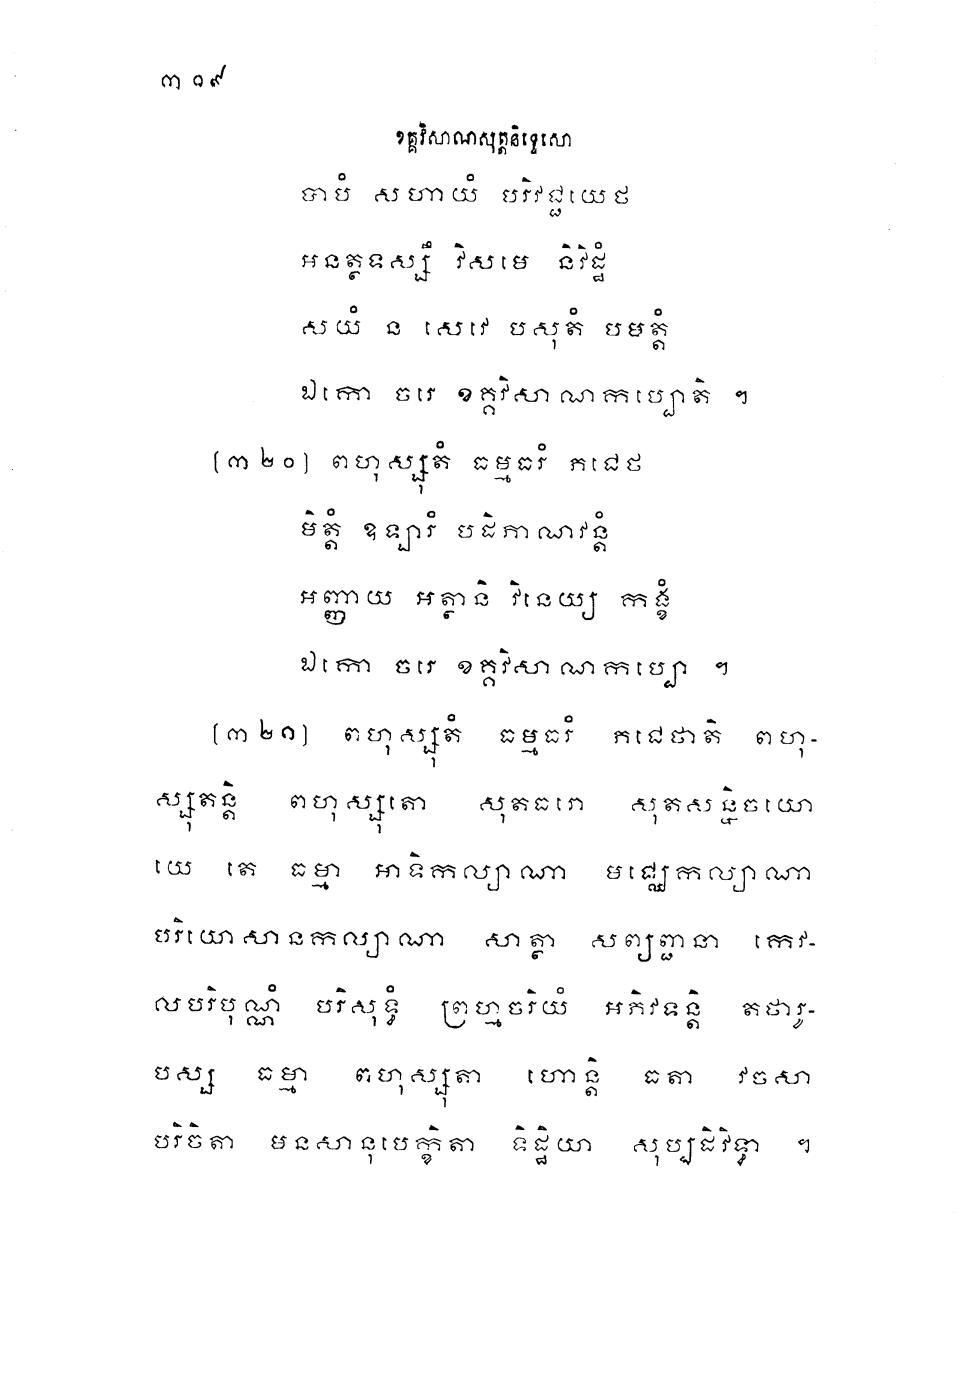 ៣១៩
ខគ្គវិសាណសុត្តនិទ្ទេសោ
បាបំ សហាយំ បរិវជ្ជយេថ
អនត្ថទស្សឹ វិសមេ និវិដ្ឋំ
សយំ ន សេវេ បសុតំ បមត្តំ
ឯកោ ចរេ ខគ្គវិសាណកប្បោតិ ។
(៣២០) ពហុស្សុតំ ធម្មធរំ ភជេថ
មិត្តំ ឧឡារំ បដិភាណវន្តំ
អញ្ញាយ អត្ថានិ វិនេយ្យ កង្ខំ
ឯកោ ចរេ ខគ្គវិសាណកប្បោ ។
(៣២១) ពហុស្សុតំ ធម្មធរំ ភជេថាតិ ពហុ-
ស្សុតន្តិ ពហុស្សុតោ សុតធរោ សុតសន្និចយោ
យេ តេ ធម្មា អាទិកល្យាណា មជ្ឈេកល្យាណា
បរិយោសានកល្យាណា សាត្ថា សព្យញ្ជនា កេវ-
លបរិបុណ្ណំ បរិសុទ្ធំ ព្រហ្មចរិយំ អភិវទន្តិ តថារូ-
បស្ស ធម្មា ពហុស្សុតា ហោន្តិ ធតា វចសា
បរិចិតា មនសានុបេក្ខិតា ទិដ្ឋិយា សុប្បដិវិទ្ធា ។